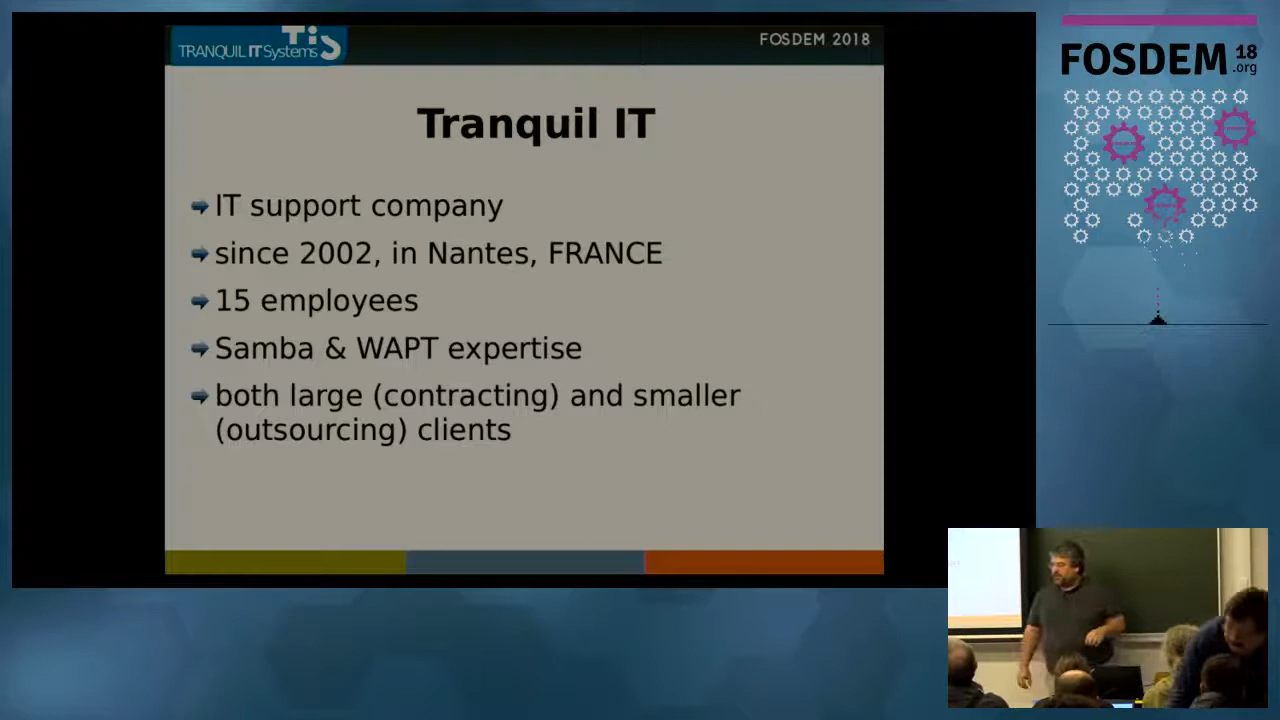 TRANQUIL IT Systems TiS
FOSDEM 2018
Tranquil IT
IT support company
since 2002, in Nantes, FRANCE
15 employees
Samba & WAPT expertise
both large (contracting) and smaller
(outsourcing) clients
FOSDEM 18
.org